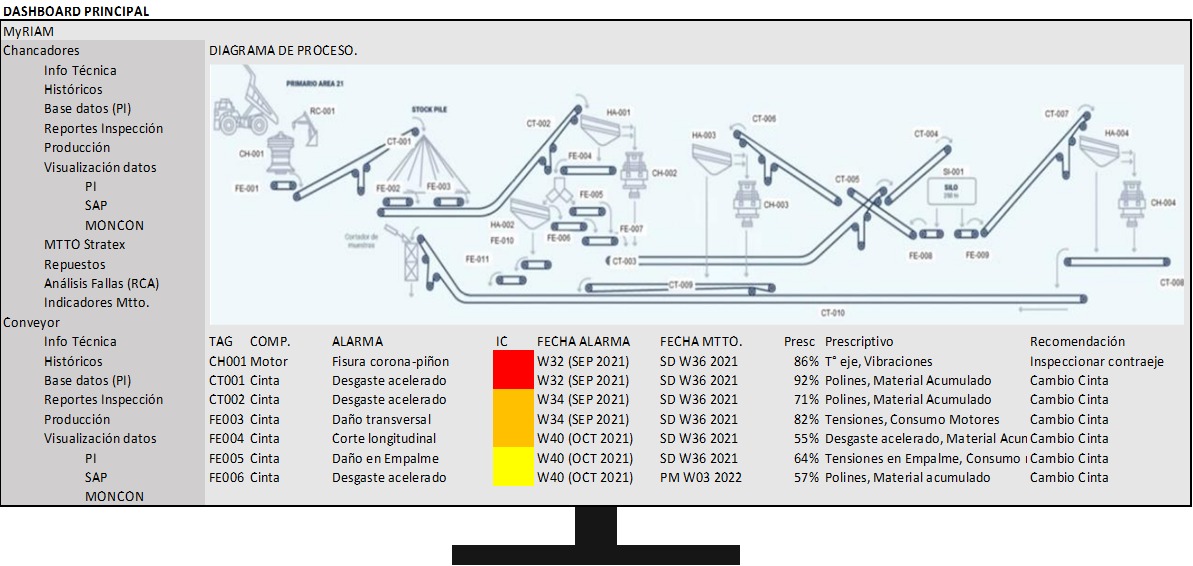 DASHBOARD PRINCIPAL
MyRIAM
Chancadores
Info Técnica
Históricos
Base datos (PI)
Reportes Inspección
Producción
Visualización datos
PI
SAP
MONCON
MTTO Stratex
Repuestos
Análisis Fallas (RCA)
Indicadores Mtto.
Conveyor
Info Técnica
Históricos
Base datos (PI)
Reportes Inspección
Producción
Visualización datos
PI
SAP
MONCON
DIAGRAMA DE PROCESO.
PRIMARIO AREA 21
RC-001
CH-001
FE-001
CT-001
STOCK PILE
FE-002
FE-003
CT-002
HA-001
FE-004
CH-002
FE-005
HA-002
FE-010
FE-006
FE-007
FE-011
CT-003
Cortador de
muestras
HA-003
CT-006
CH-003
CT-005
CT-004
SI-001
SILO
FE-008
FE-009
CT-007
HA-004
CH-004
CT-008
CT-009
CT-010
TAG COMP. ALARMA IC FECHA ALARMA FECHA MTTO. Presc Prescriptivo Recomendación
CH001 Motor Fisura corona-piñon W32 (SEP 2021) SD W36 2021 86% T° eje, Vibraciones Inspeccionar contraeje
CT001 Cinta Desgaste acelerado W32 (SEP 2021) SD W36 2021 92% Polines, Material Acumulado Cambio Cinta
CT002 Cinta Desgaste acelerado W34 (SEP 2021) SD W36 2021 71% Polines, Material Acumulado Cambio Cinta
FE003 Cinta Daño transversal W34 (SEP 2021) SD W36 2021 82% Tensiones, Consumo Motores Cambio Cinta
FE004 Cinta Corte longitudinal W40 (OCT 2021) SD W36 2021 55% Desgaste acelerado, Material Acun Cambio Cinta
FE005 Cinta Daño en Empalme W40 (OCT 2021) SD W36 2021 64% Tensiones en Empalme, Consumo Cambio Cinta
FE006 Cinta Desgaste acelerado W40 (OCT 2021) PM W03 2022 57% Polines, Material acumulado Cambio Cinta